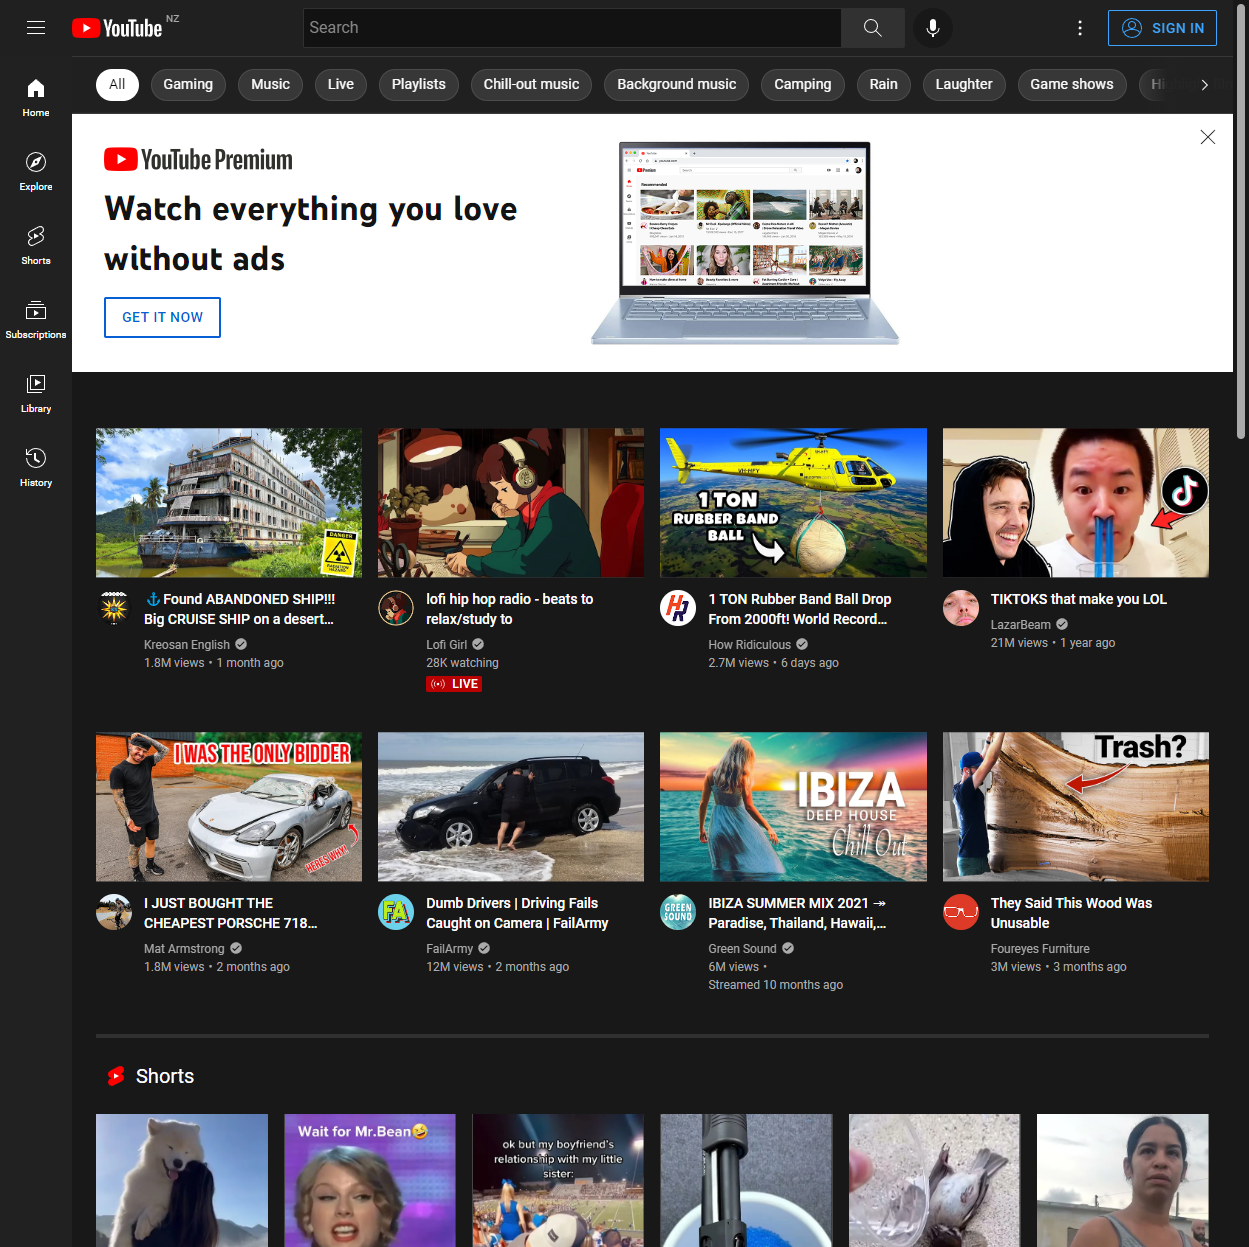 YouTube NZ
Search
SIGN IN
Home
Explore
Shorts
Subscriptions
Library
History
All
Gaming
Music
Live
Playlists
Chill-out music
Background music
Camping
Rain
Laughter
Game shows
YouTube Premium
Watch everything you love
without ads
GET IT NOW
Recommended
DANGER
VH-HFY
1 TON
RUBBER BAND
BALL
⚓Found ABANDONED SHIP!!!
Big CRUISE SHIP on a desert...
Kreosan English
1.8M views • 1 month ago
lofi hip hop radio - beats to
relax/study to
Lofi Girl
28K watching
LIVE
HR
1 TON Rubber Band Ball Drop
From 2000ft! World Record...
How Ridiculous
2.7M views • 6 days ago
TIKTOKS that make you LOL
LazarBeam
21M views • 1 year ago
I WAS THE ONLY BIDDER
HERES WHY!
IBIZA
DEEP HOUSE
Chill Out
Trash?
I JUST BOUGHT THE
CHEAPEST PORSCHE 718...
Mat Armstrong
1.8M views • 2 months ago
FA
Dumb Drivers | Driving Fails
Caught on Camera | FailArmy
FailArmy
12M views • 2 months ago
GREEN
SOUND
IBIZA SUMMER MIX 2021 ↠
Paradise, Thailand, Hawaii,...
Green Sound
6M views •
Streamed 10 months ago
They Said This Wood Was
Unusable
Foureyes Furniture
3M views • 3 months ago
Shorts
Wait for Mr.Bean🤣
ok but my boyfriend's
relationship with my little
sister: